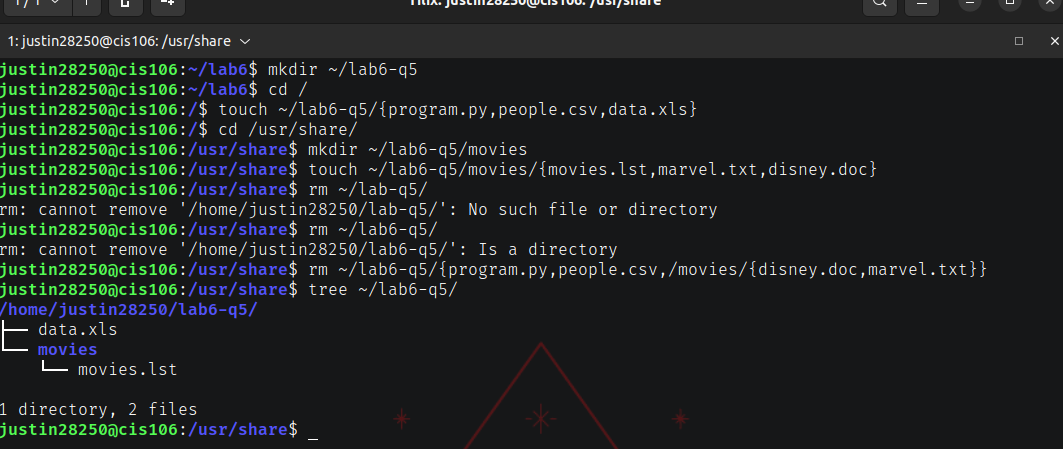 1 / 1
Tilix: justin28250@cis106: /usr/share
1: justin28250@cis106: /usr/share
justin28250@cis106:~/lab6$ mkdir ~/lab6-q5
justin28250@cis106:~/lab6$ cd /
justin28250@cis106:/$ touch ~/lab6-q5/{program.py,people.csv,data.xls}
justin28250@cis106:/$ cd /usr/share/
justin28250@cis106:/usr/share$ mkdir ~/lab6-q5/movies
justin28250@cis106:/usr/share$ touch ~/lab6-q5/movies/{movies.lst,marvel.txt,disney.doc}
justin28250@cis106:/usr/share$ rm ~/lab-q5/
rm: cannot remove '/home/justin28250/lab-q5/': No such file or directory
justin28250@cis106:/usr/share$ rm ~/lab6-q5/
rm: cannot remove '/home/justin28250/lab6-q5/': Is a directory
justin28250@cis106:/usr/share$ rm ~/lab6-q5/{program.py,people.csv,/movies/{disney.doc,marvel.txt}}
justin28250@cis106:/usr/share$ tree ~/lab6-q5/
/home/justin28250/lab6-q5/
├── data.xls
└── movies
    └── movies.lst
1 directory, 2 files
justin28250@cis106:/usr/share$ _